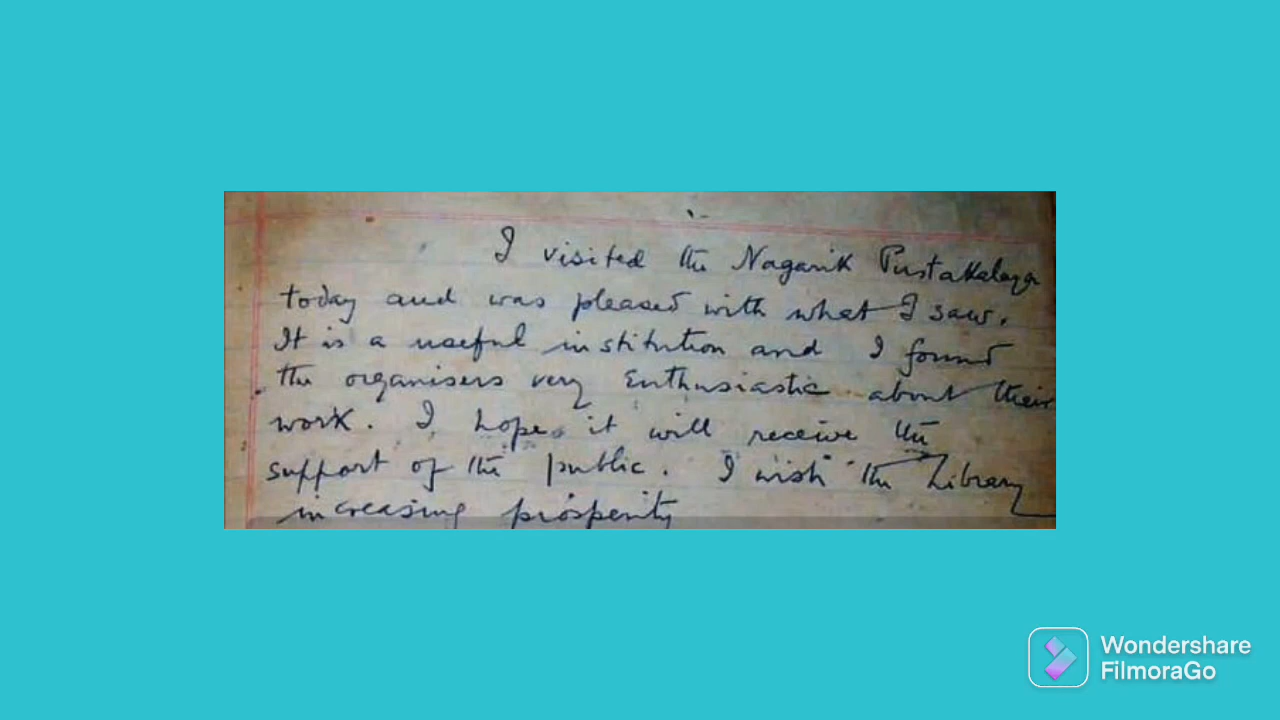 I visited the Nagarik Pustakalaya
today and was pleased with what I saw.
It is a useful institution and I found
the organisers very Enthusiastic about their
work. I hope it will receive the
support of the public. I wish the Library
increasing prosperity
Wondershare
FilmoraGo